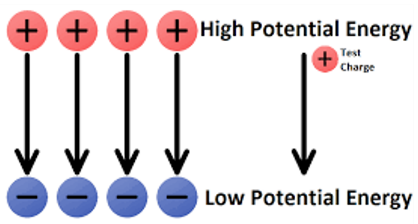 + + + + High Potential Energy
+ Test
Charge
− − − − Low Potential Energy